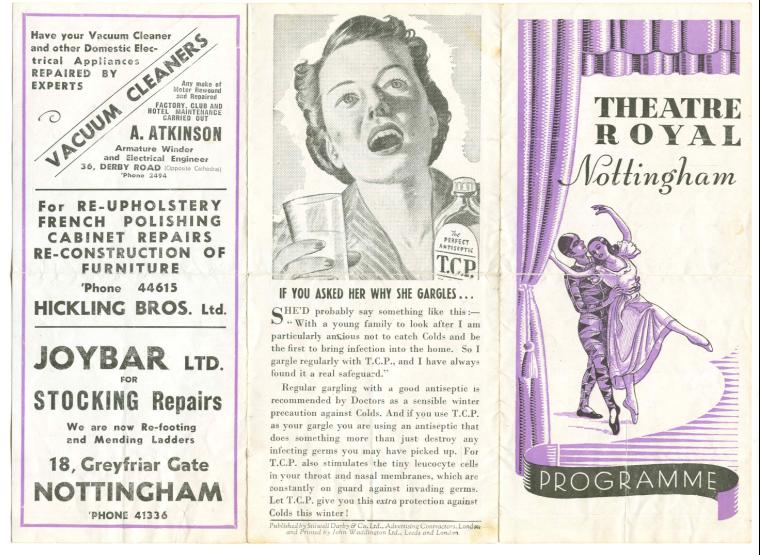 Have your Vacuum Cleaner
and other Domestic Elec-
trical Appliances
REPAIRED BY
EXPERTS
VACUUM CLEANERS
Any make of
Motor Rewound
and Repaired
FACTORY, CLUB AND
HOTEL MAINTENANCE
CARRIED OUT
A. ATKINSON
Armature Winder
and Electrical Engineer
36, DERBY ROAD (Opposite Cathedral)
'Phone 2494
For RE-UPHOLSTERY
FRENCH POLISHING
CABINET REPAIRS
RE-CONSTRUCTION OF
FURNITURE
'Phone 44615
HICKLING BROS. Ltd.
JOYBAR LTD.
FOR
STOCKING Repairs
We are now Re-footing
and Mending Ladders
18, Greyfriar Gate
NOTTINGHAM
'PHONE 41336
The
PERFECT
ANTISEPTIC
T.C.P.
IF YOU ASKED HER WHY SHE GARGLES...
SHE'D probably say something like this :—
" With a young family to look after I am
particularly anxious not to catch Colds and be
the first to bring infection into the home. So I
gargle regularly with T.C.P., and I have always
found it a real safeguard."
Regular gargling with a good antiseptic is
recommended by Doctors as a sensible winter
precaution against Colds. And if you use T.C.P.
as your gargle you are using an antiseptic that
does something more than just destroy any
infecting germs you may have picked up. For
T.C.P. also stimulates the tiny leucocyte cells
in your throat and nasal membranes, which are
constantly on guard against invading germs.
Let T.C.P. give you this extra protection against
Colds this winter !
Published by Stilwell Darby & Co. Ltd., Advertising Contractors, London
and Printed by John Waddington Ltd., Leeds and London.
THEATRE
ROYAL
Nottingham
PROGRAMME